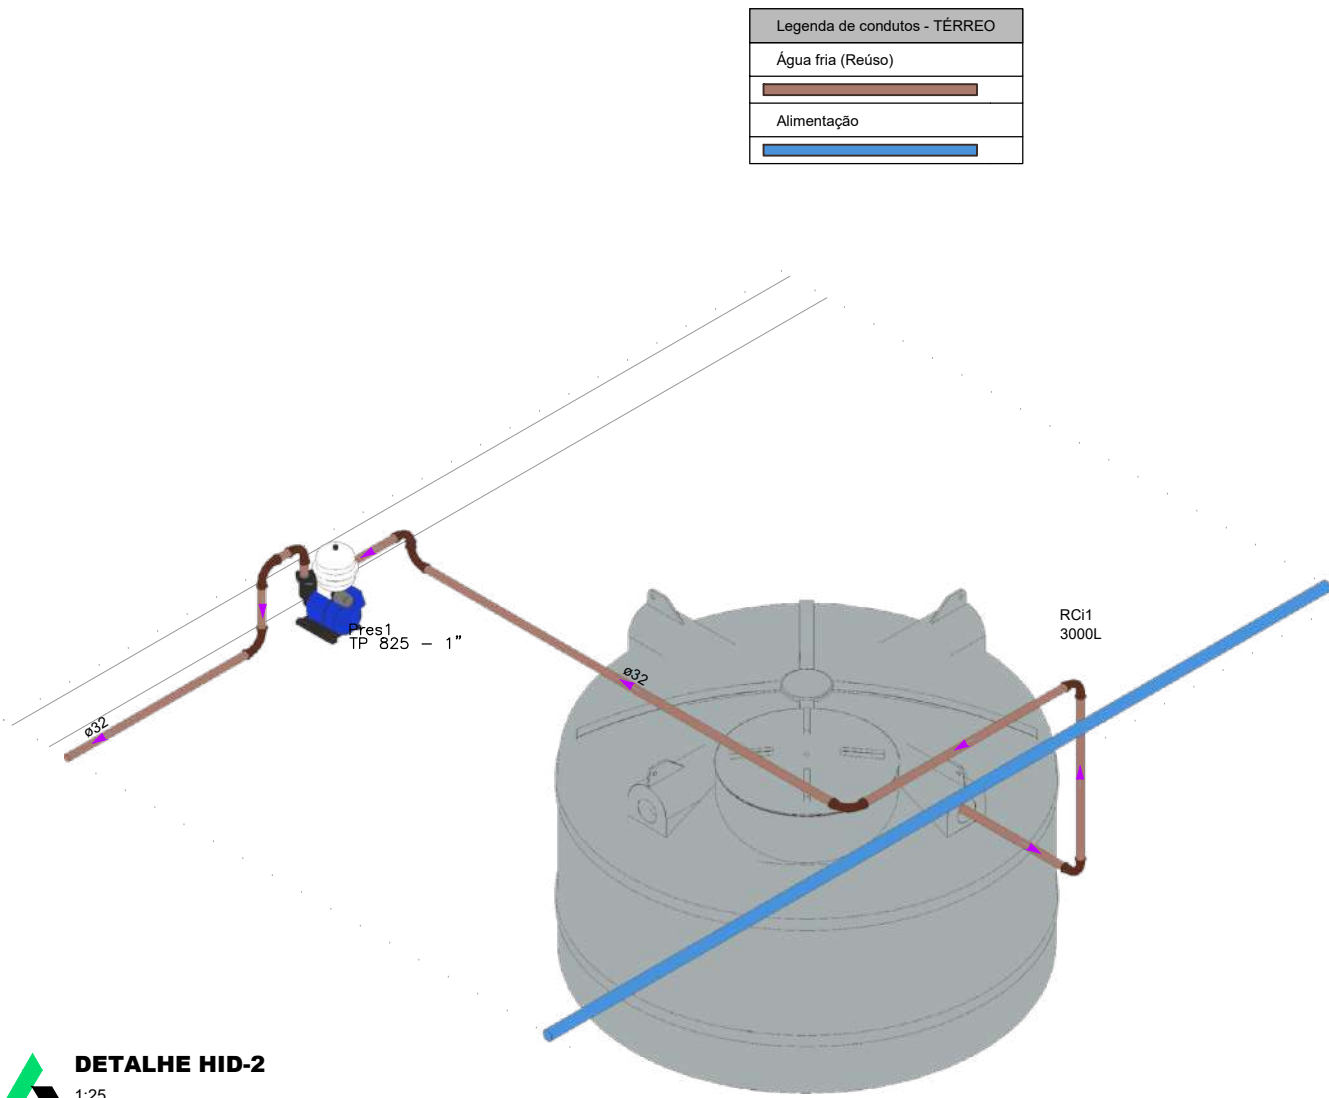 Legenda de condutos - TÉRREO
Água fria (Reúso)
Alimentação
Pres1
TP 825 - 1"
ø32
RCi1
3000L
ø32
DETALHE HID-2
1:25